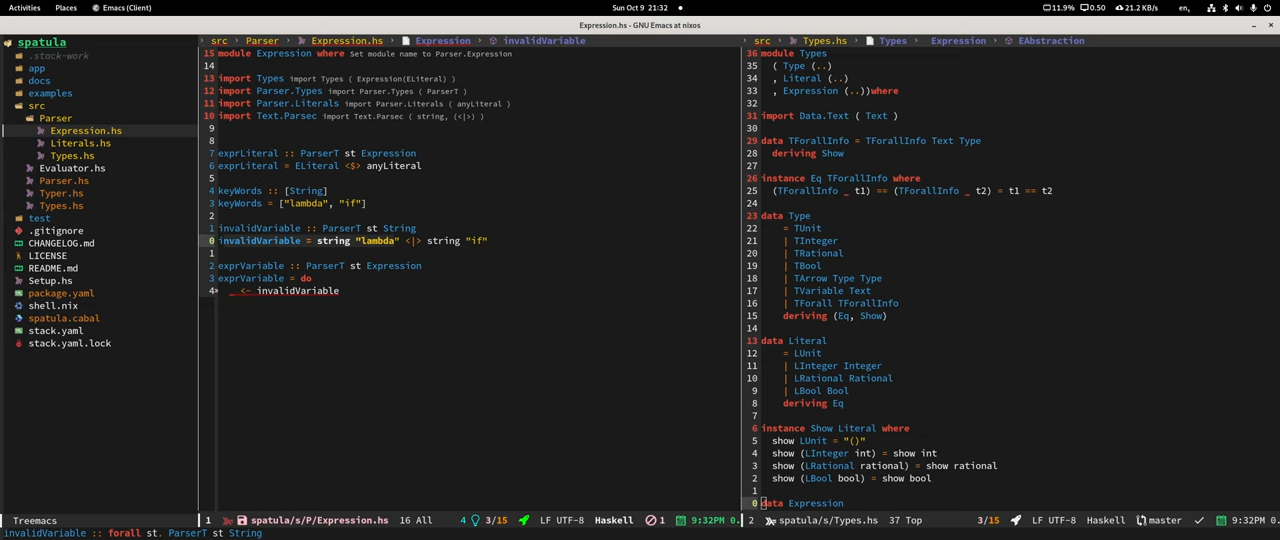 Activities Places Emacs (Client) Sun Oct 9 21:32 11.9% 0.50 21.2 KB/s en
Expression.hs - GNU Emacs at nixos
spatula
.stack-work
app
docs
examples
src
Parser
Expression.hs
Literals.hs
Types.hs
Evaluator.hs
Parser.hs
Typer.hs
Types.hs
test
.gitignore
CHANGELOG.md
LICENSE
README.md
Setup.hs
package.yaml
shell.nix
spatula.cabal
stack.yaml
stack.yaml.lock
Treemacs
src › Parser › Expression.hs › Expression › invalidVariable
15 module Expression where Set module name to Parser.Expression
14
13 import Types import Types ( Expression(ELiteral) )
12 import Parser.Types import Parser.Types ( ParserT )
11 import Parser.Literals import Parser.Literals ( anyLiteral )
10 import Text.Parsec import Text.Parsec ( string, (<|>) )
9
8
7 exprLiteral :: ParserT st Expression
6 exprLiteral = ELiteral <$> anyLiteral
5
4 keyWords :: [String]
3 keyWords = ["lambda", "if"]
2
1 invalidVariable :: ParserT st String
0 invalidVariable = string "lambda" <|> string "if"
1
2 exprVariable :: ParserT st Expression
3 exprVariable = do
4 _ <- invalidVariable
1 spatula/s/P/Expression.hs 16 All 4 3/15 LF UTF-8 Haskell 1 9:32PM 0.
src › Types.hs › Types › Expression › EAbstraction
36 module Types
35 ( Type (..)
34 , Literal (..)
33 , Expression (..))where
32
31 import Data.Text ( Text )
30
29 data TForallInfo = TForallInfo Text Type
28 deriving Show
27
26 instance Eq TForallInfo where
25 (TForallInfo _ t1) == (TForallInfo _ t2) = t1 == t2
24
23 data Type
22 = TUnit
21 | TInteger
20 | TRational
19 | TBool
18 | TArrow Type Type
17 | TVariable Text
16 | TForall TForallInfo
15 deriving (Eq, Show)
14
13 data Literal
12 = LUnit
11 | LInteger Integer
10 | LRational Rational
9 | LBool Bool
8 deriving Eq
7
6 instance Show Literal where
5 show LUnit = "()"
4 show (LInteger int) = show int
3 show (LRational rational) = show rational
2 show (LBool bool) = show bool
1
0 data Expression
2 spatula/s/Types.hs 37 Top 3/15 LF UTF-8 Haskell master 9:32PM 0.
invalidVariable :: forall st. ParserT st String